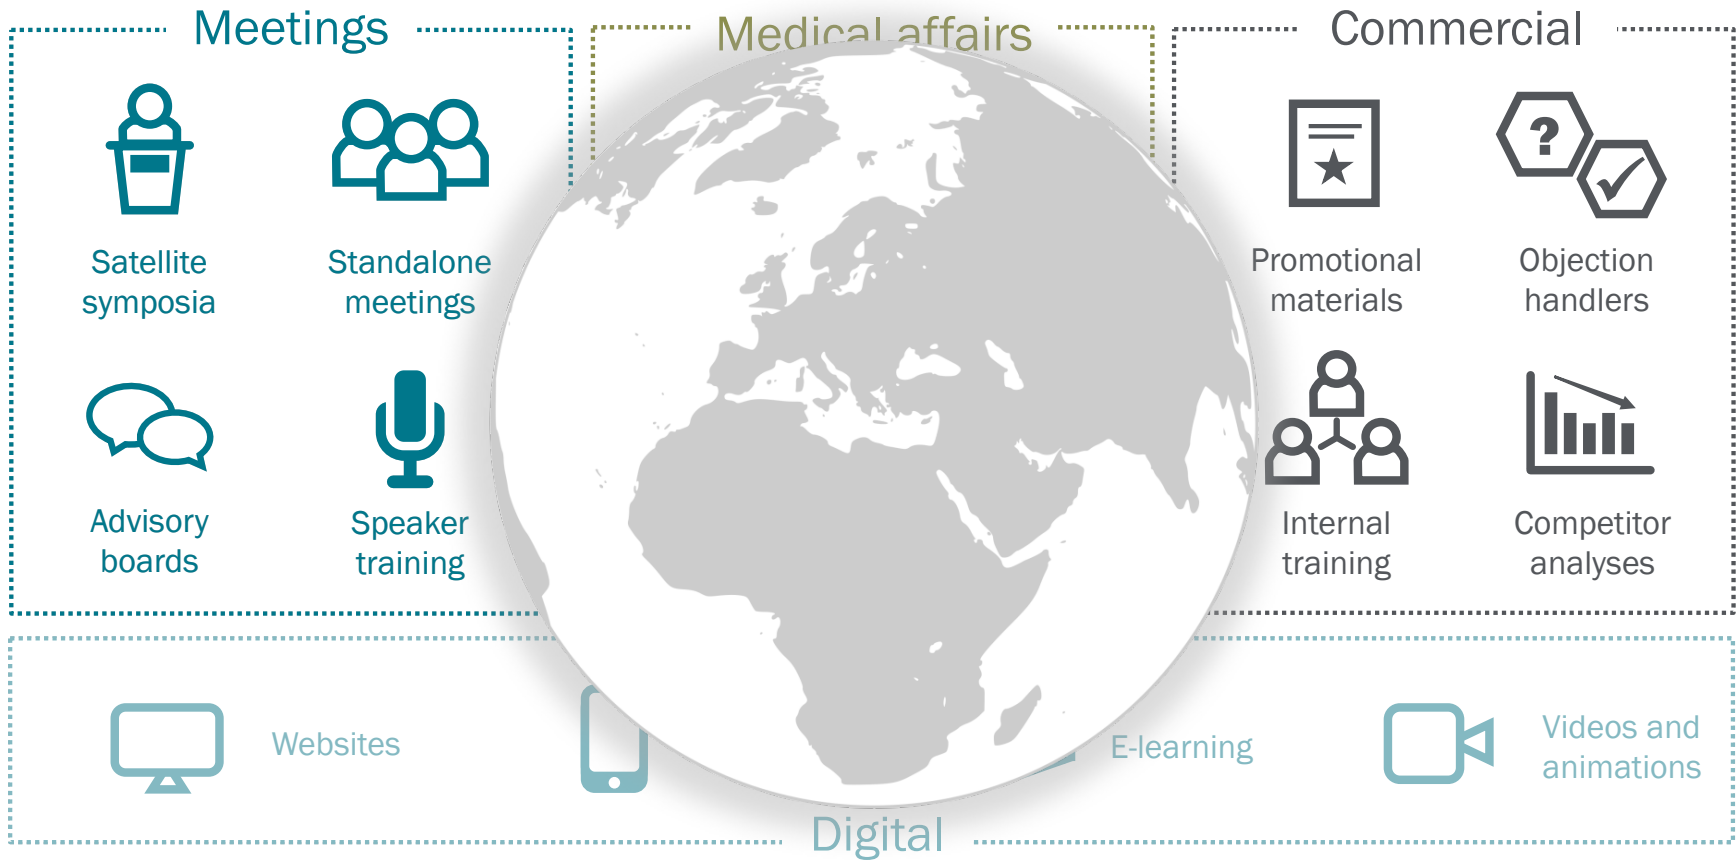 Meetings
Medical affairs
Commercial
Satellite
symposia
Standalone
meetings
Advisory
boards
Speaker
training
Promotional
materials
?
Objection
handlers
Internal
training
Competitor
analyses
Websites
E-learning
Videos and
animations
Digital